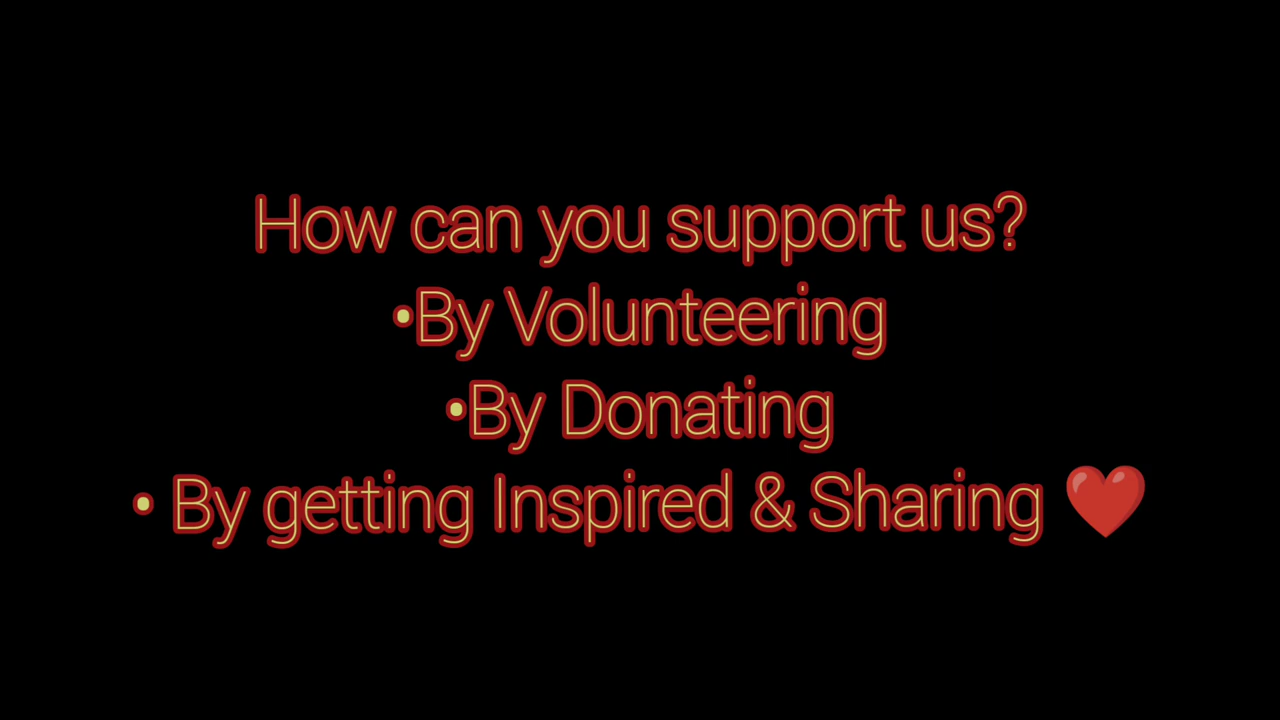 How can you support us?
•By Volunteering
•By Donating
• By getting Inspired & Sharing ❤️